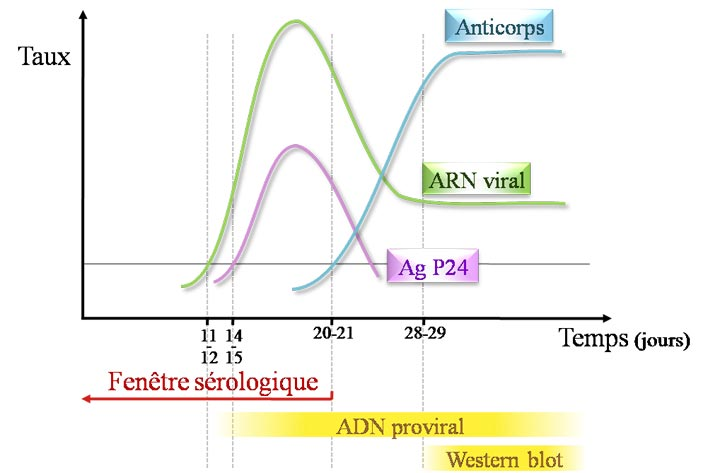 Anticorps
Taux
ARN viral
Ag P24
11
-
12
14
-
15
20-21
28-29
Temps (jours)
Fenêtre sérologique
ADN proviral
Western blot